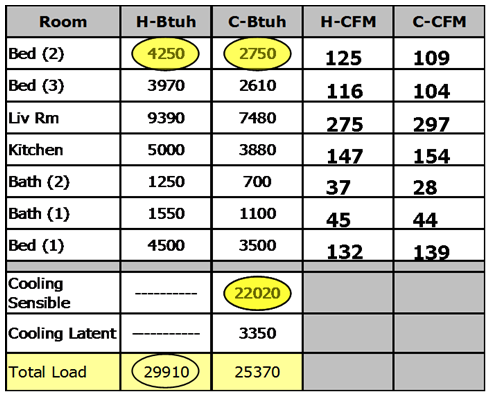 Room H-Btuh C-Btuh H-CFM C-CFM
Bed (2) 4250 2750 125 109
Bed (3) 3970 2610 116 104
Liv Rm 9390 7480 275 297
Kitchen 5000 3880 147 154
Bath (2) 1250 700 37 28
Bath (1) 1550 1100 45 44
Bed (1) 4500 3500 132 139
Cooling
Sensible ---------- 22020
Cooling Latent ----------- 3350
Total Load 29910 25370